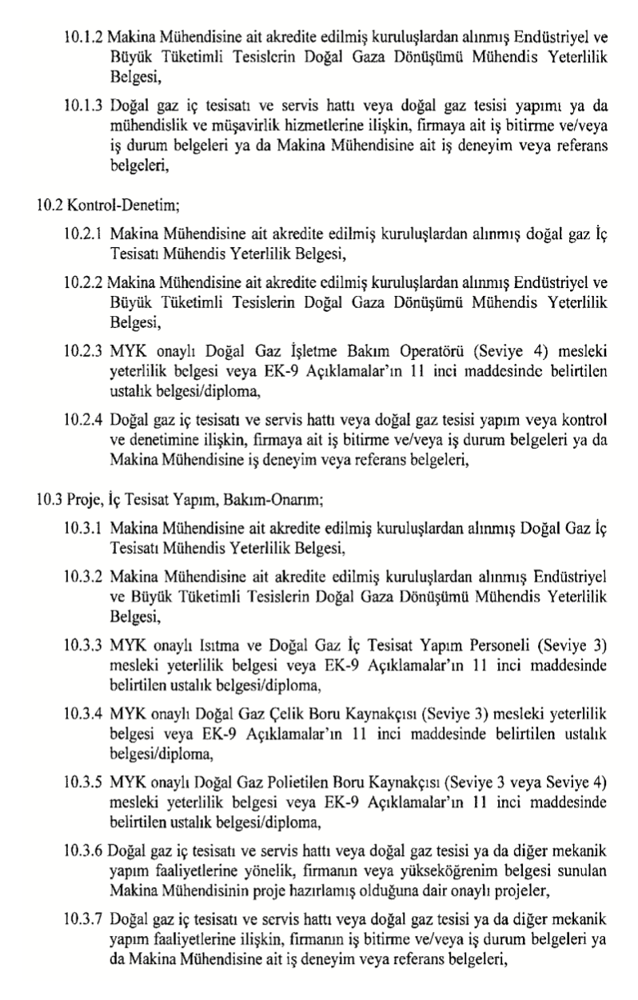 10.1.2 Makina Mühendisine ait akredite edilmiş kuruluşlardan alınmış Endüstriyel ve
Büyük Tüketimli Tesislerin Doğal Gaza Dönüşümü Mühendis Yeterlilik
Belgesi,
10.1.3 Doğal gaz iç tesisatı ve servis hattı veya doğal gaz tesisi yapımı ya da
mühendislik ve müşavirlik hizmetlerine ilişkin, firmaya ait iş bitirme ve/veya
iş durum belgeleri ya da Makina Mühendisine ait iş deneyim veya referans
belgeleri,
10.2 Kontrol-Denetim;
10.2.1 Makina Mühendisine ait akredite edilmiş kuruluşlardan alınmış doğal gaz İç
Tesisatı Mühendis Yeterlilik Belgesi,
10.2.2 Makina Mühendisine ait akredite edilmiş kuruluşlardan alınmış Endüstriyel ve
Büyük Tüketimli Tesislerin Doğal Gaza Dönüşümü Mühendis Yeterlilik
Belgesi,
10.2.3 MYK onaylı Doğal Gaz İşletme Bakım Operatörü (Seviye 4) mesleki
yeterlilik belgesi veya EK-9 Açıklamalar'ın 11 inci maddesinde belirtilen
ustalık belgesi/diploma,
10.2.4 Doğal gaz iç tesisatı ve servis hattı veya doğal gaz tesisi yapım veya kontrol
ve denetimine ilişkin, firmaya ait iş bitirme ve/veya iş durum belgeleri ya da
Makina Mühendisine iş deneyim veya referans belgeleri,
10.3 Proje, İç Tesisat Yapım, Bakım-Onarım;
10.3.1 Makina Mühendisine ait akredite edilmiş kuruluşlardan alınmış Doğal Gaz İç
Tesisatı Mühendis Yeterlilik Belgesi,
10.3.2 Makina Mühendisine ait akredite edilmiş kuruluşlardan alınmış Endüstriyel
ve Büyük Tüketimli Tesislerin Doğal Gaza Dönüşümü Mühendis Yeterlilik
Belgesi,
10.3.3 MYK onaylı Isıtma ve Doğal Gaz İç Tesisat Yapım Personeli (Seviye 3)
mesleki yeterlilik belgesi veya EK-9 Açıklamalar'ın 11 inci maddesinde
belirtilen ustalık belgesi/diploma,
10.3.4 MYK onaylı Doğal Gaz Çelik Boru Kaynakçısı (Seviye 3) mesleki yeterlilik
belgesi veya EK-9 Açıklamalar'ın 11 inci maddesinde belirtilen ustalık
belgesi/diploma,
10.3.5 MYK onaylı Doğal Gaz Polietilen Boru Kaynakçısı (Seviye 3 veya Seviye 4)
mesleki yeterlilik belgesi veya EK-9 Açıklamalar'ın 11 inci maddesinde
belirtilen ustalık belgesi/diploma,
10.3.6 Doğal gaz iç tesisatı ve servis hattı veya doğal gaz tesisi ya da diğer mekanik
yapım faaliyetlerine yönelik, firmanın veya yükseköğrenim belgesi sunulan
Makina Mühendisinin proje hazırlamış olduğuna dair onaylı projeler,
10.3.7 Doğal gaz iç tesisatı ve servis hattı veya doğal gaz tesisi ya da diğer mekanik
yapım faaliyetlerine ilişkin, firmanın iş bitirme ve/veya iş durum belgeleri ya
da Makina Mühendisine ait iş deneyim veya referans belgeleri,